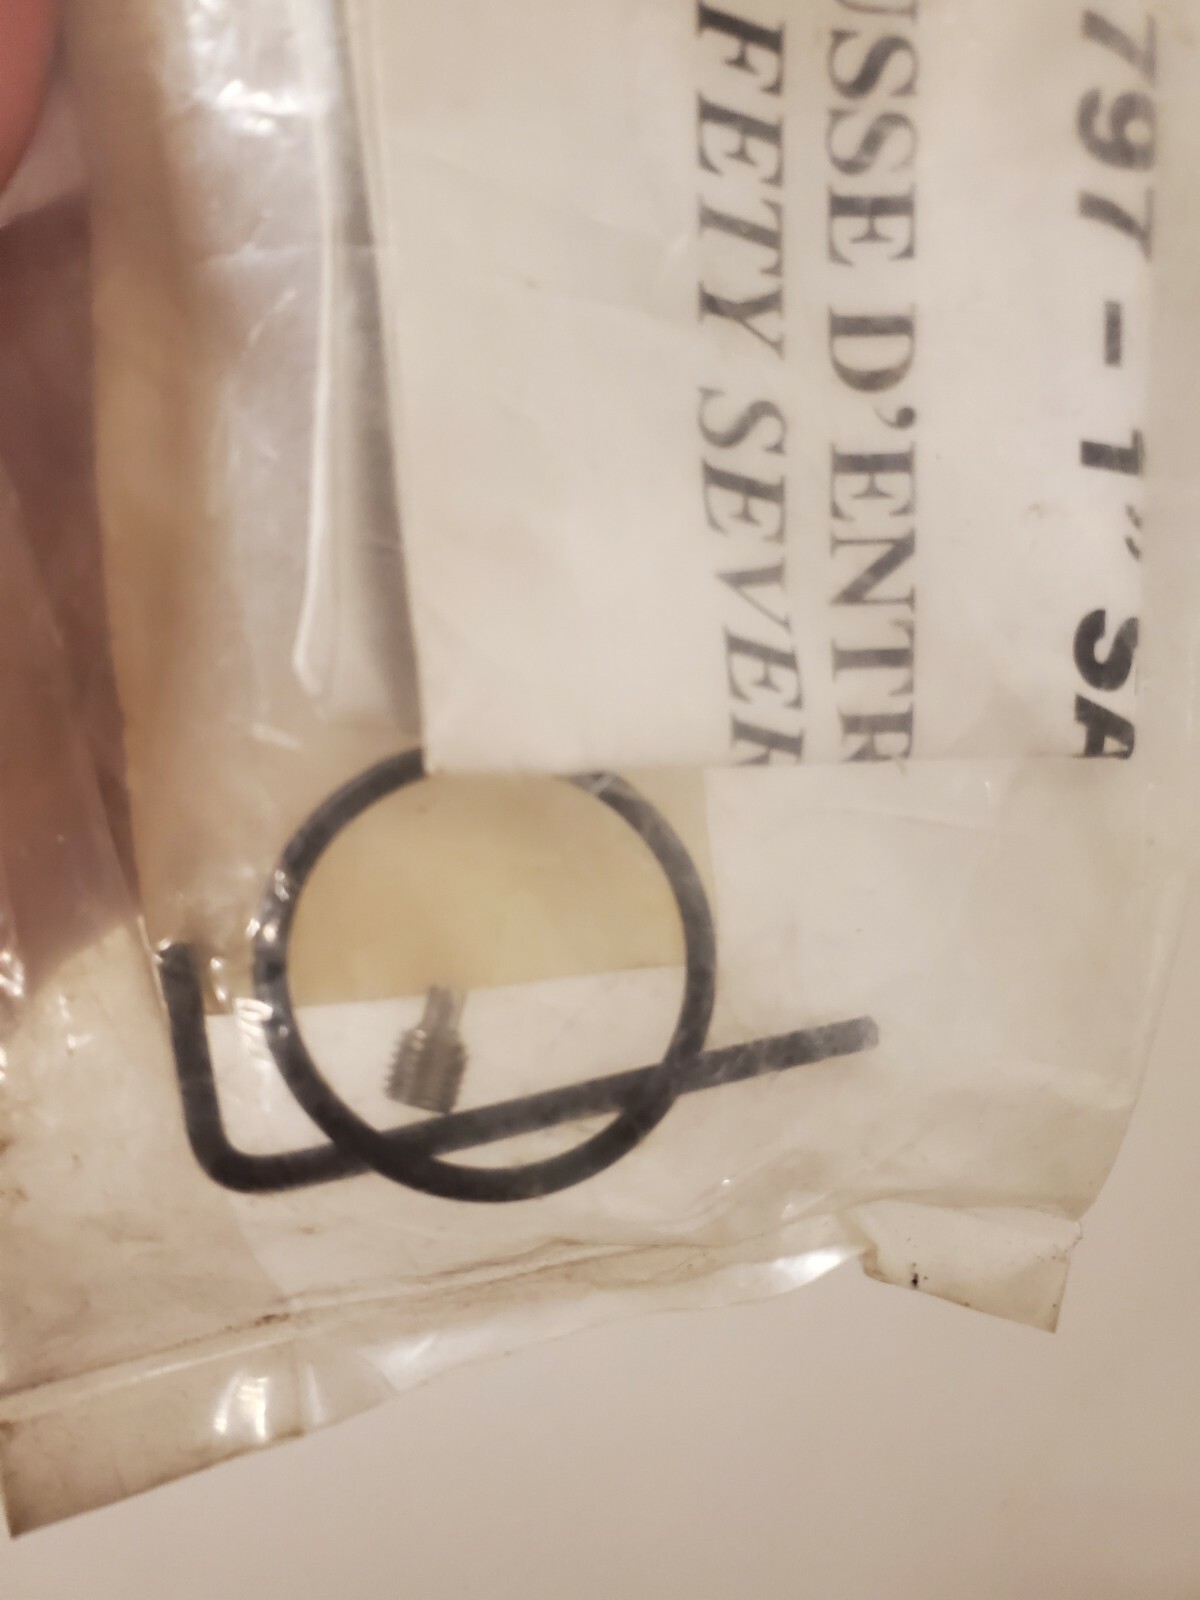 797 - 1" SA
USSE D'ENTR
FETY SEVER